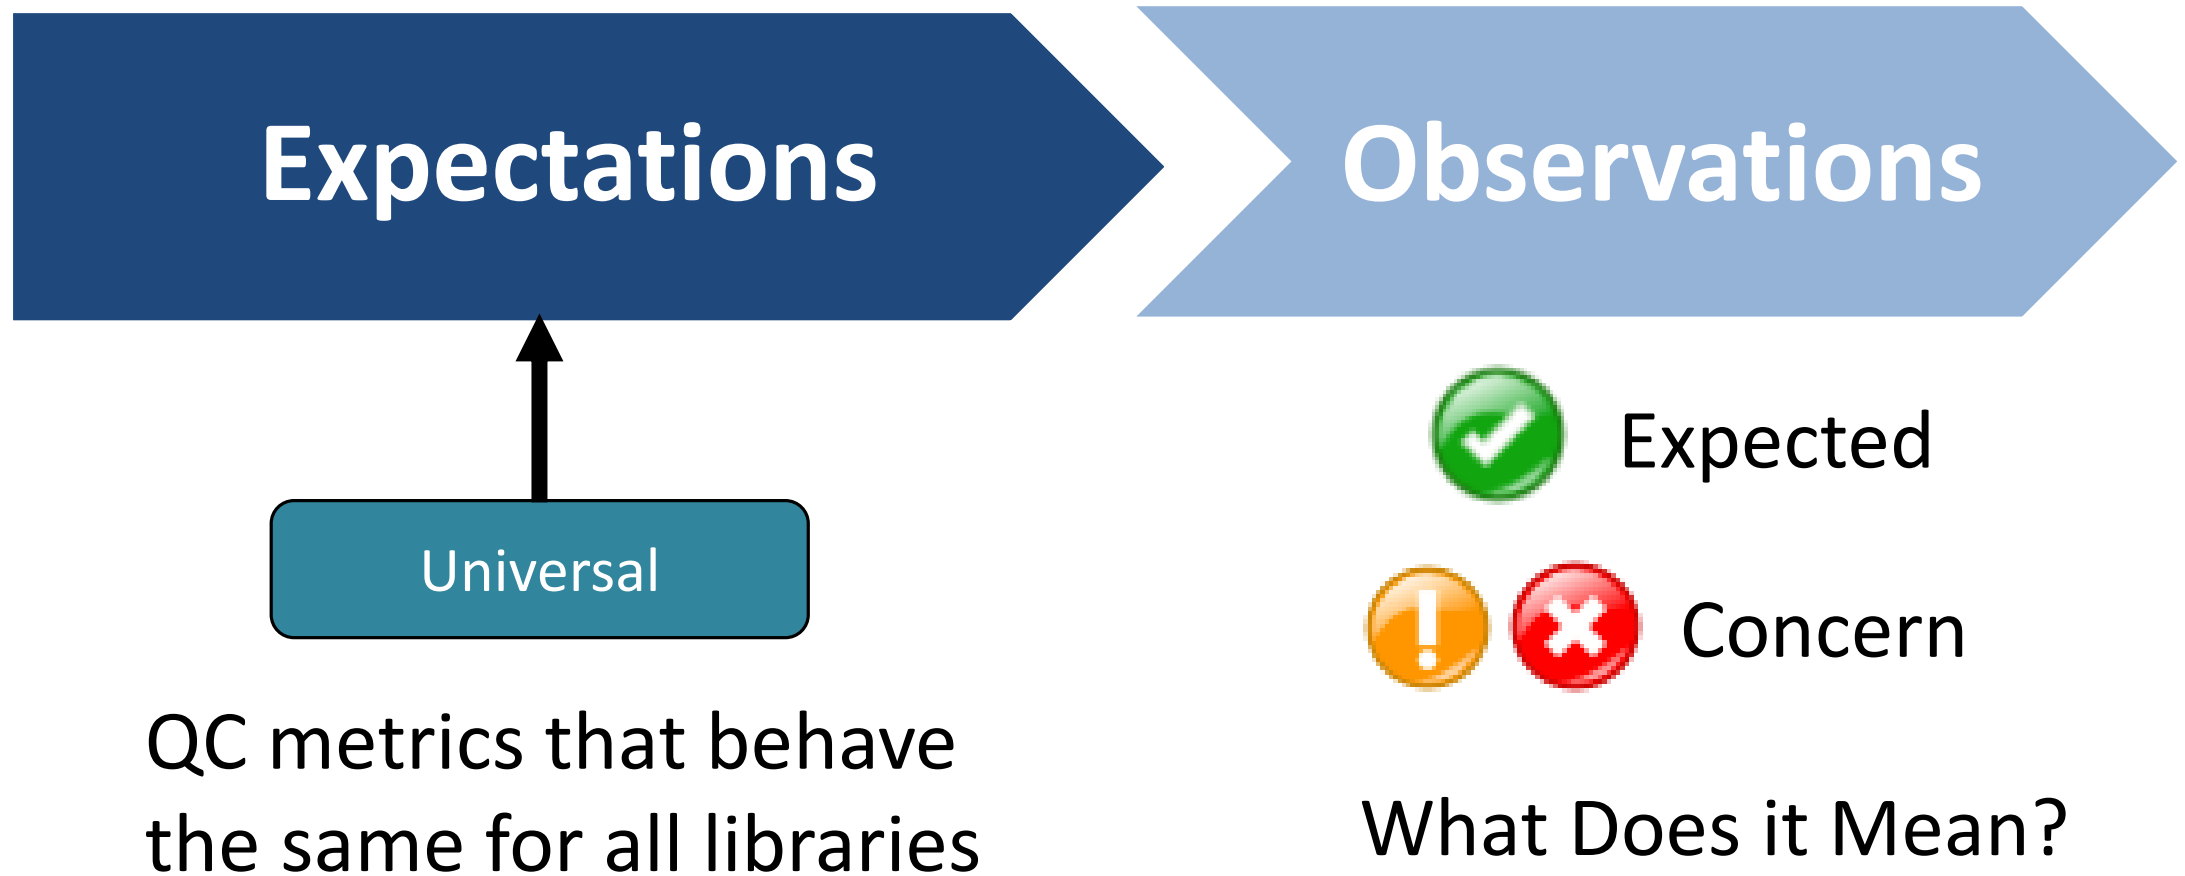 Expectations
Observations
Universal
QC metrics that behave
the same for all libraries
Expected
Concern
What Does it Mean?